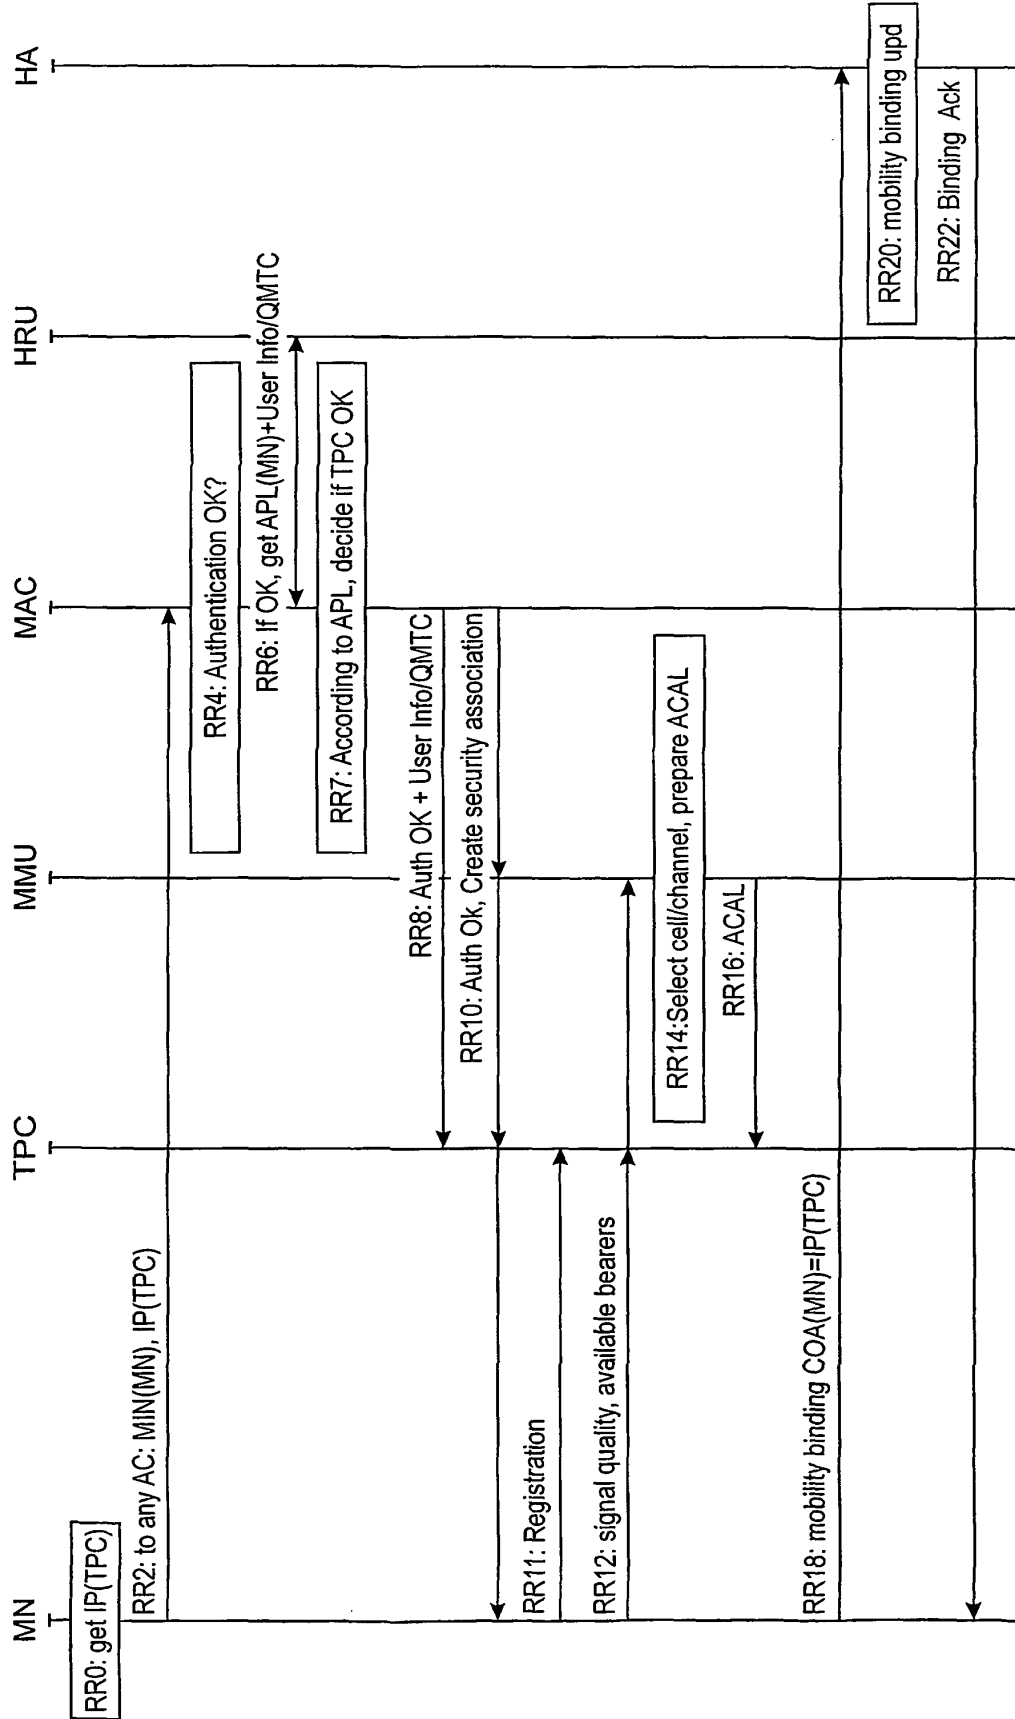 MN
TPC
MMU
MAC
HRU
HA
RR0: get IP(TPC)
RR2: to any AC: MIN(MN), IP(TPC)
RR4: Authentication OK?
RR6: If OK, get APL(MN)+User Info/QMTC
RR7: According to APL, decide if TPC OK
RR8: Auth OK + User Info/QMTC
RR10: Auth Ok, Create security association
RR11: Registration
RR12: signal quality, available bearers
RR14:Select cell/channel, prepare ACAL
RR16: ACAL
RR18: mobility binding COA(MN)=IP(TPC)
RR20: mobility binding upd
RR22: Binding Ack